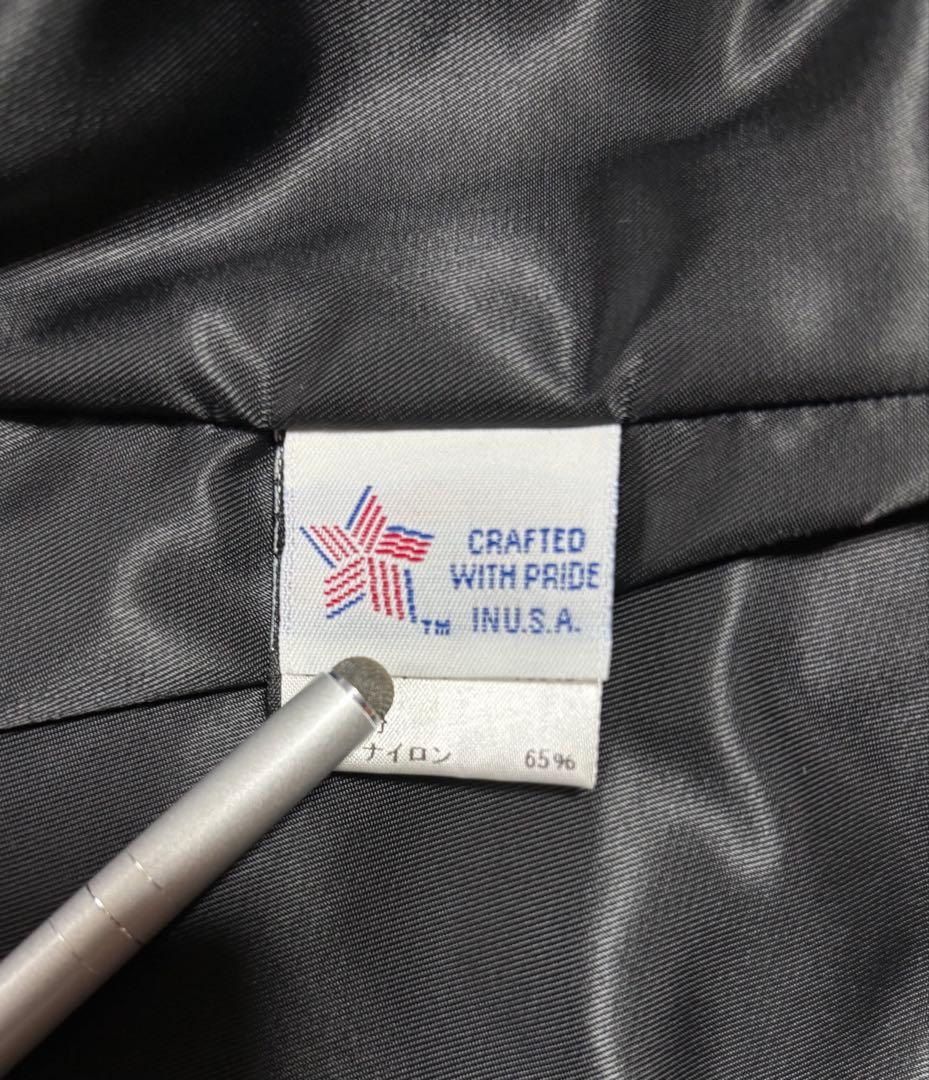 TM
CRAFTED
WITH PRIDE
IN U.S.A.
ナイロン 65%